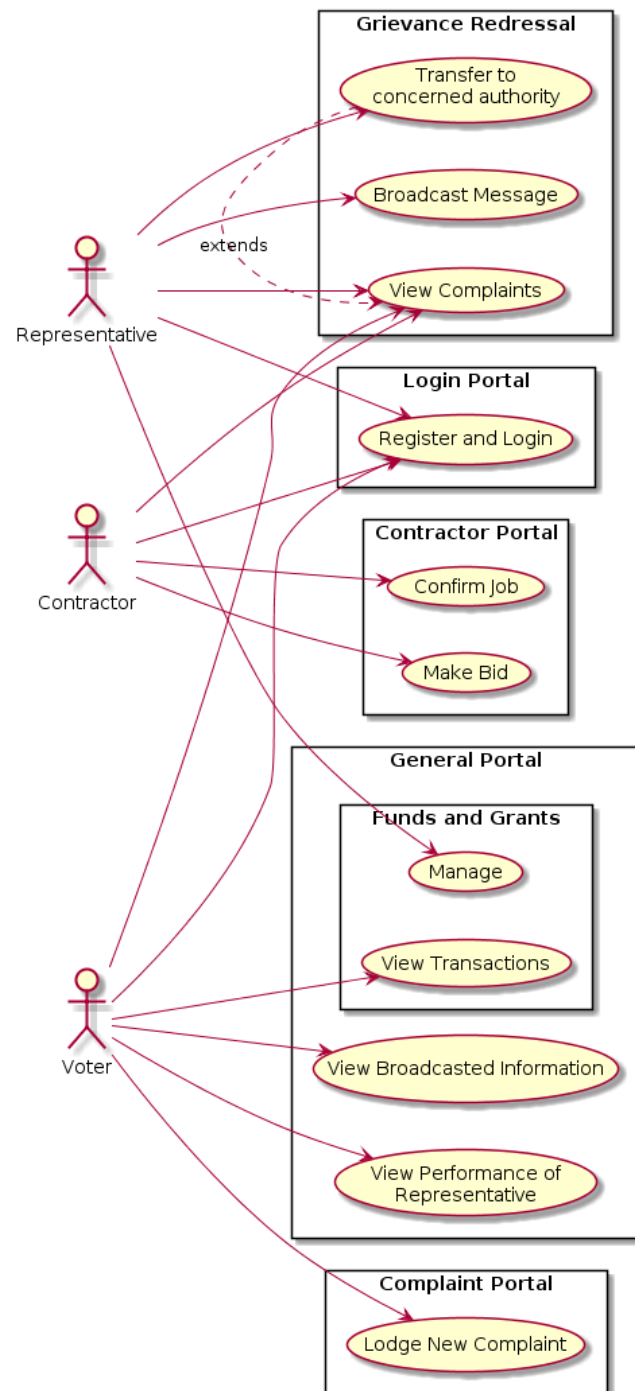 Grievance Redressal
Transfer to
concerned authority
Broadcast Message
extends
View Complaints
Representative
Login Portal
Register and Login
Contractor Portal
Confirm Job
Contractor
Make Bid
General Portal
Funds and Grants
Manage
View Transactions
Voter
View Broadcasted Information
View Performance of
Representative
Complaint Portal
Lodge New Complaint